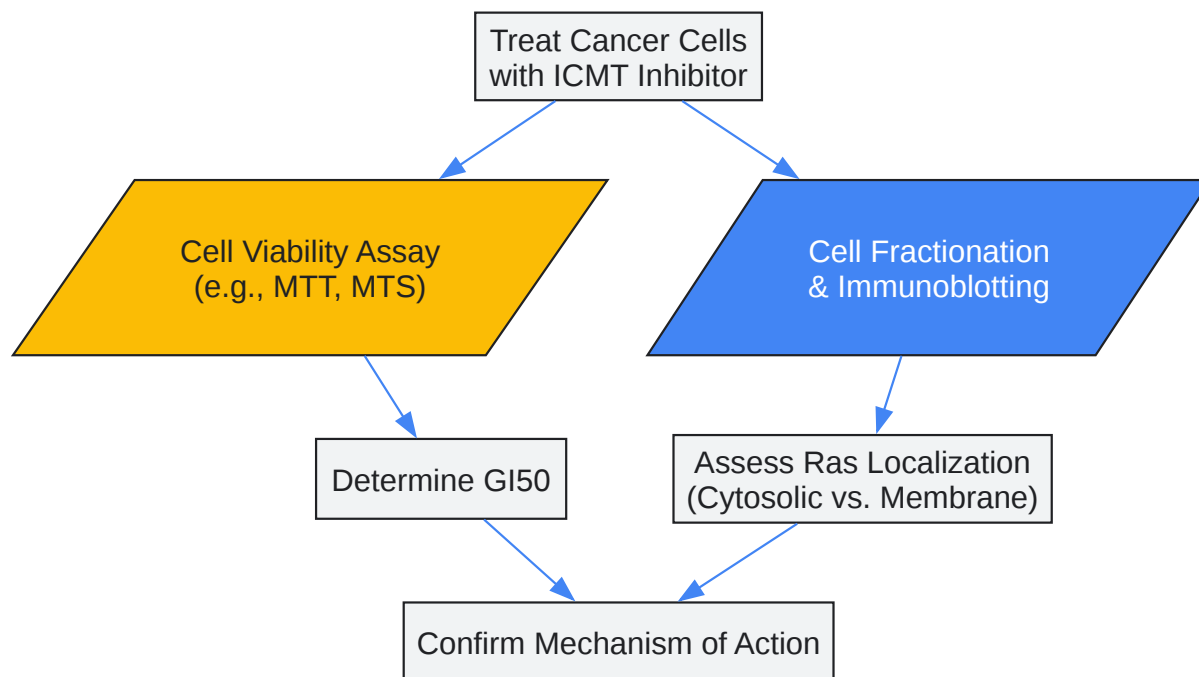 Treat Cancer Cells
with ICMT Inhibitor
Cell Viability Assay
(e.g., MTT, MTS)
Cell Fractionation
& Immunoblotting
Determine GI50
Assess Ras Localization
(Cytosolic vs. Membrane)
Confirm Mechanism of Action